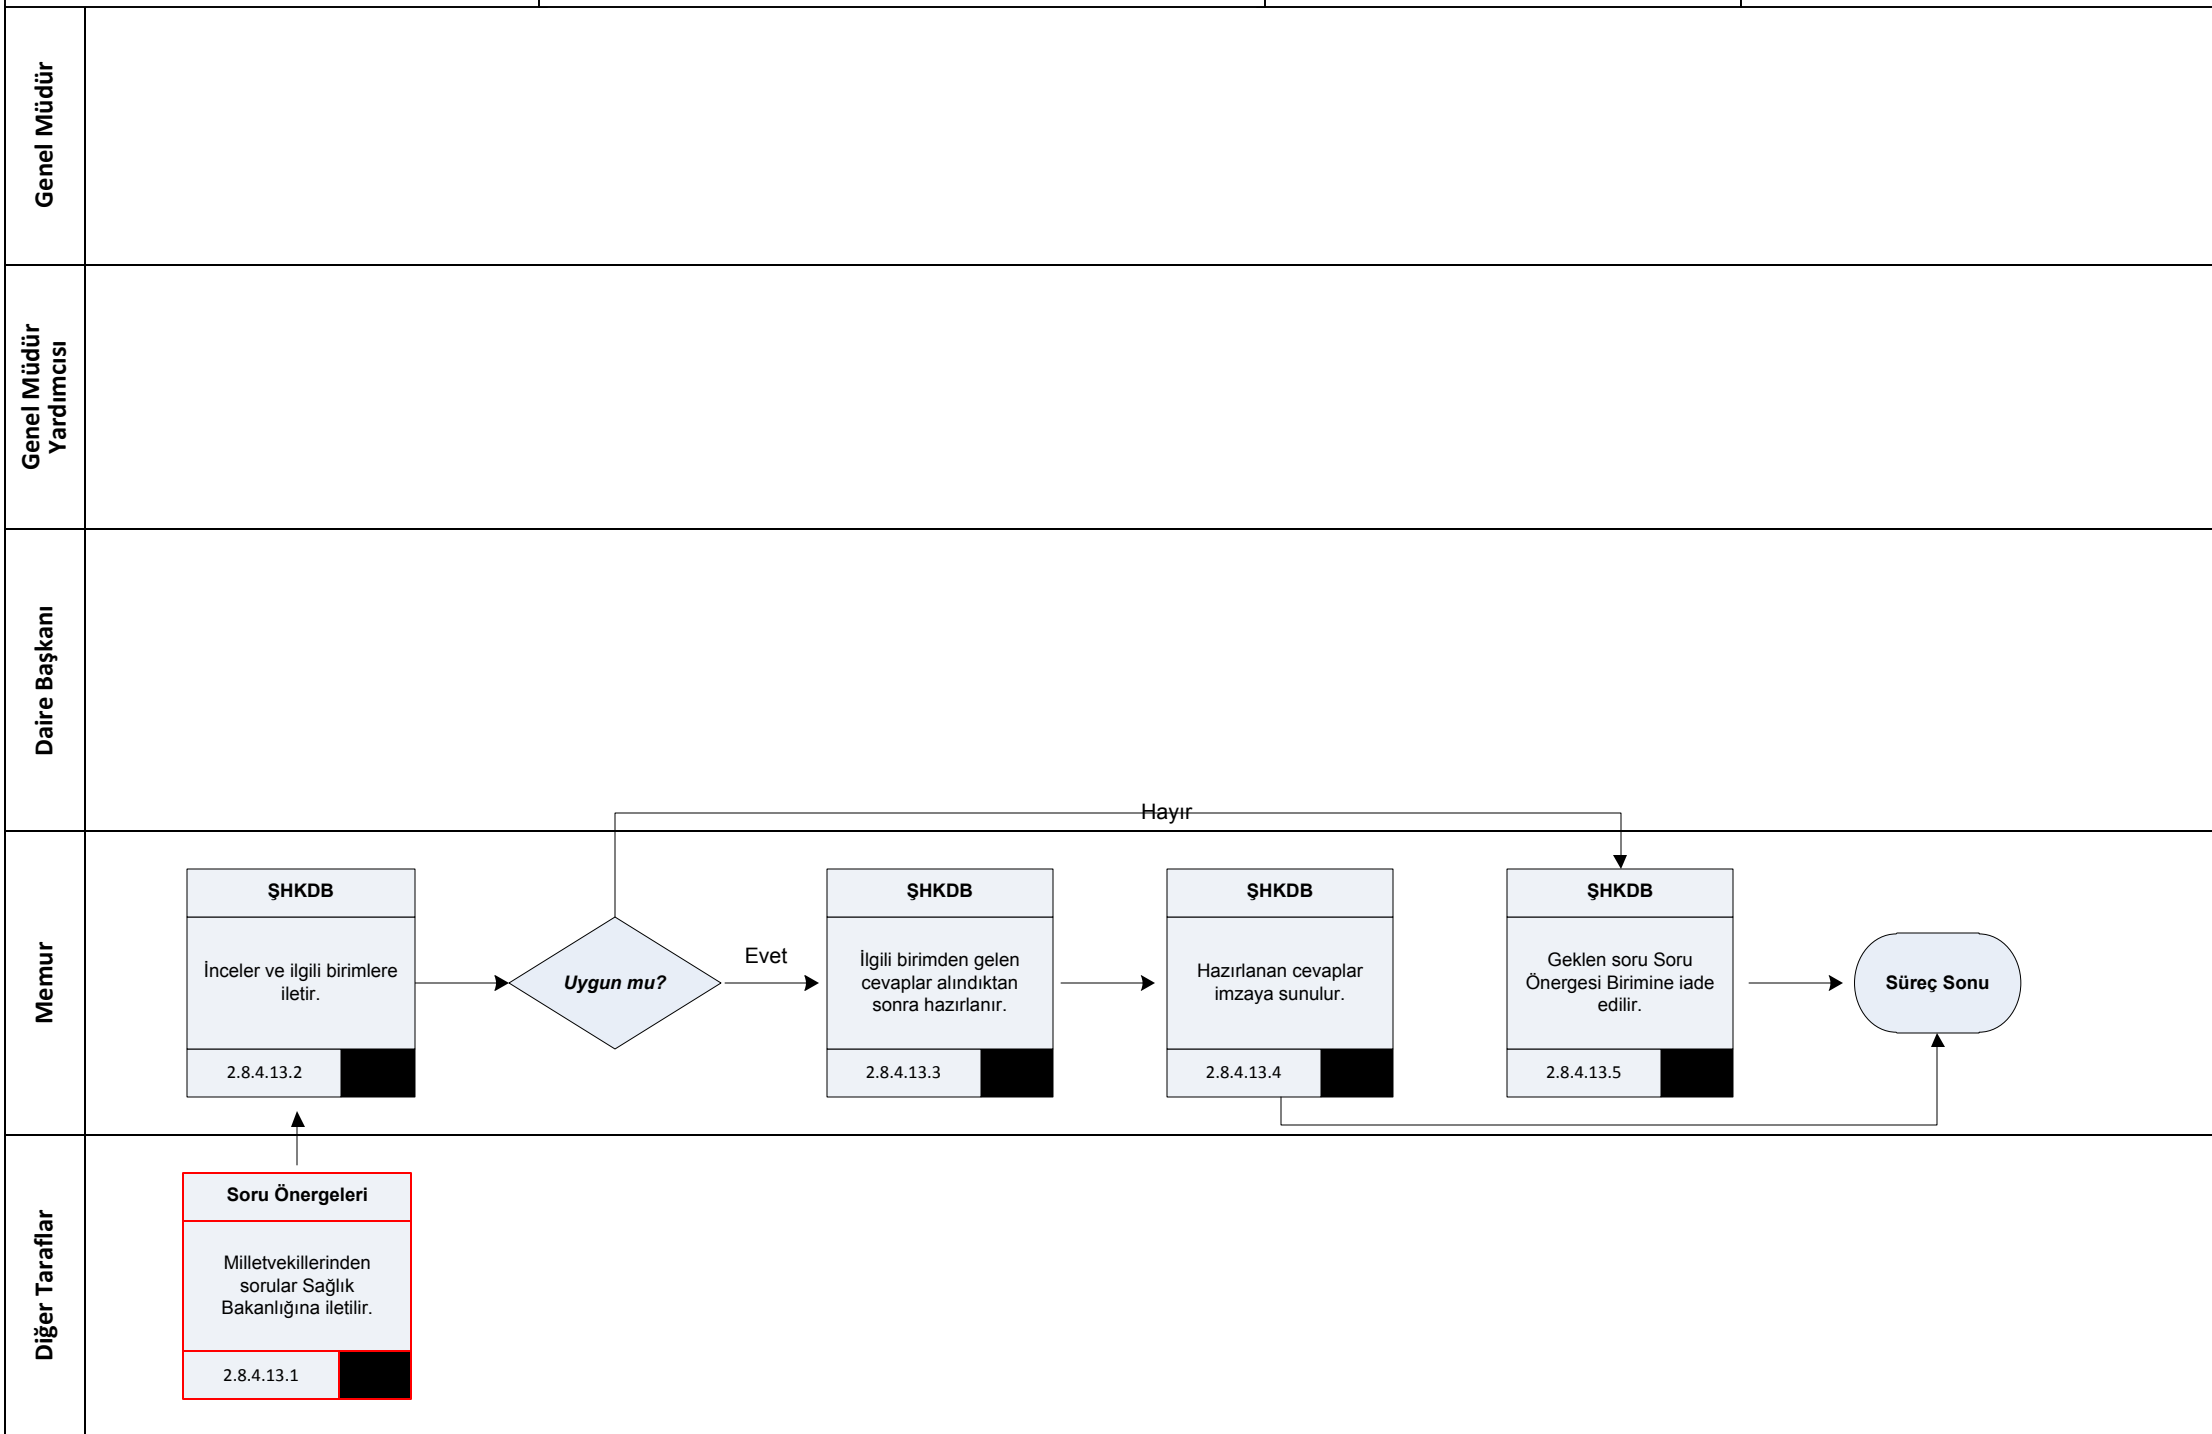 Genel Müdür
Genel Müdür
Yardımcısı
Daire Başkanı
Hayır
Memur
ŞHKDB
İnceler ve ilgili birimlere
iletir.
2.8.4.13.2
Uygun mu?
Evet
ŞHKDB
İlgili birimden gelen
cevaplar alındıktan
sonra hazırlanır.
2.8.4.13.3
ŞHKDB
Hazırlanan cevaplar
imzaya sunulur.
2.8.4.13.4
ŞHKDB
Geklen soru Soru
Önergesi Birimine iade
edilir.
2.8.4.13.5
Süreç Sonu
Diğer Taraflar
Soru Önergeleri
Milletvekillerinden
sorular Sağlık
Bakanlığına iletilir.
2.8.4.13.1